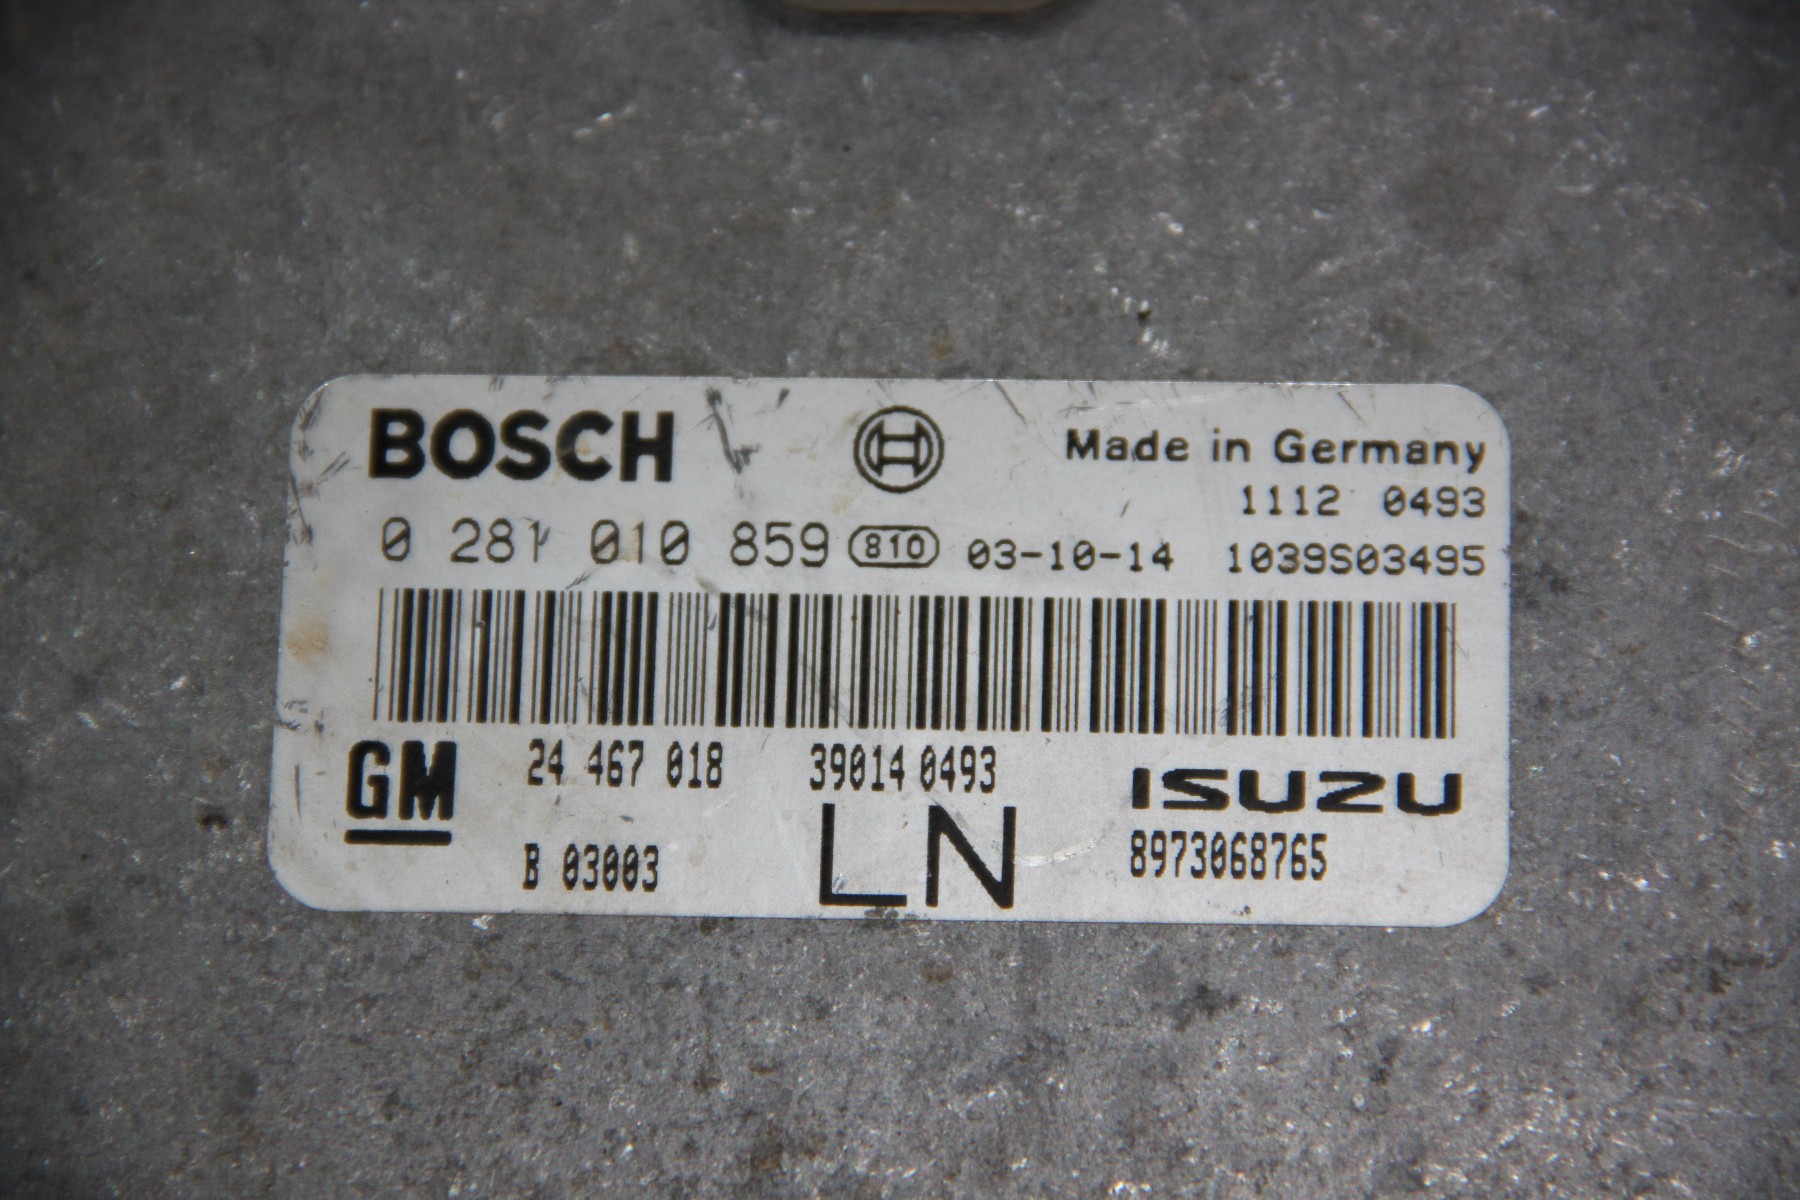 BOSCH Made in Germany
1112 0493
0 281 010 859 810 03-10-14 1039S03495
GM 24 467 018 39014 0493 ISUZU
B 03003 LN 8973068765